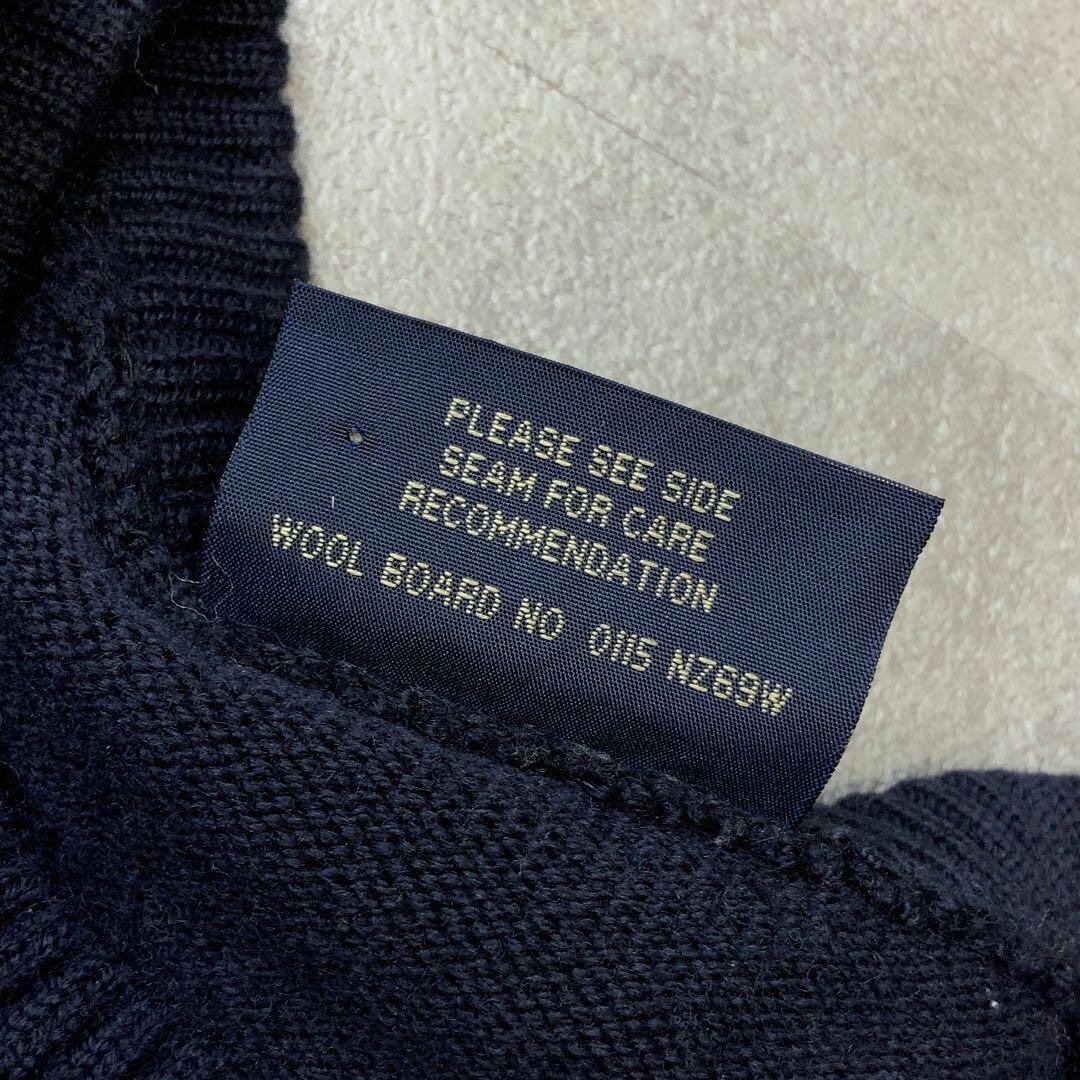 PLEASE SEE SIDE
SEAM FOR CARE
RECOMMENDATION
WOOL BOARD NO 0115 NZ69W